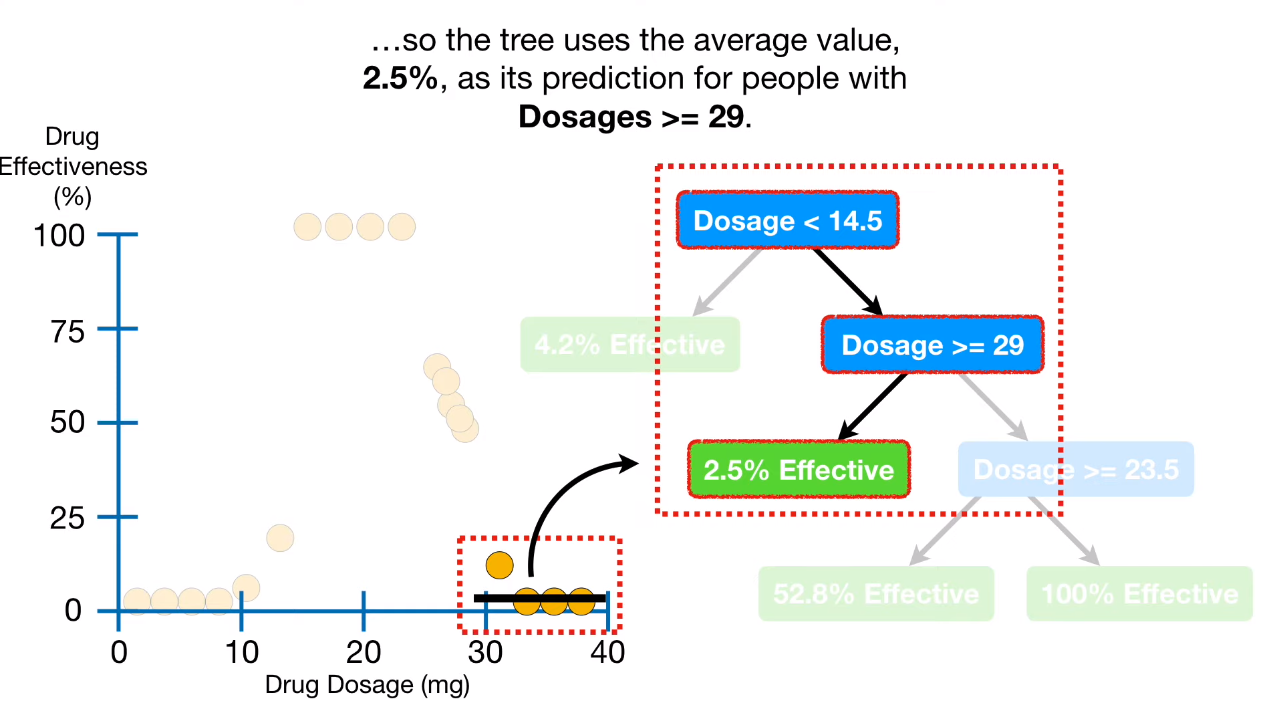 …so the tree uses the average value,
2.5%, as its prediction for people with
Dosages >= 29.
Drug
Effectiveness
(%)
100
75
50
25
0
0 10 20 30 40
Drug Dosage (mg)
Dosage < 14.5
4.2% Effective
Dosage >= 29
2.5% Effective
Dosage >= 23.5
52.8% Effective
100% Effective